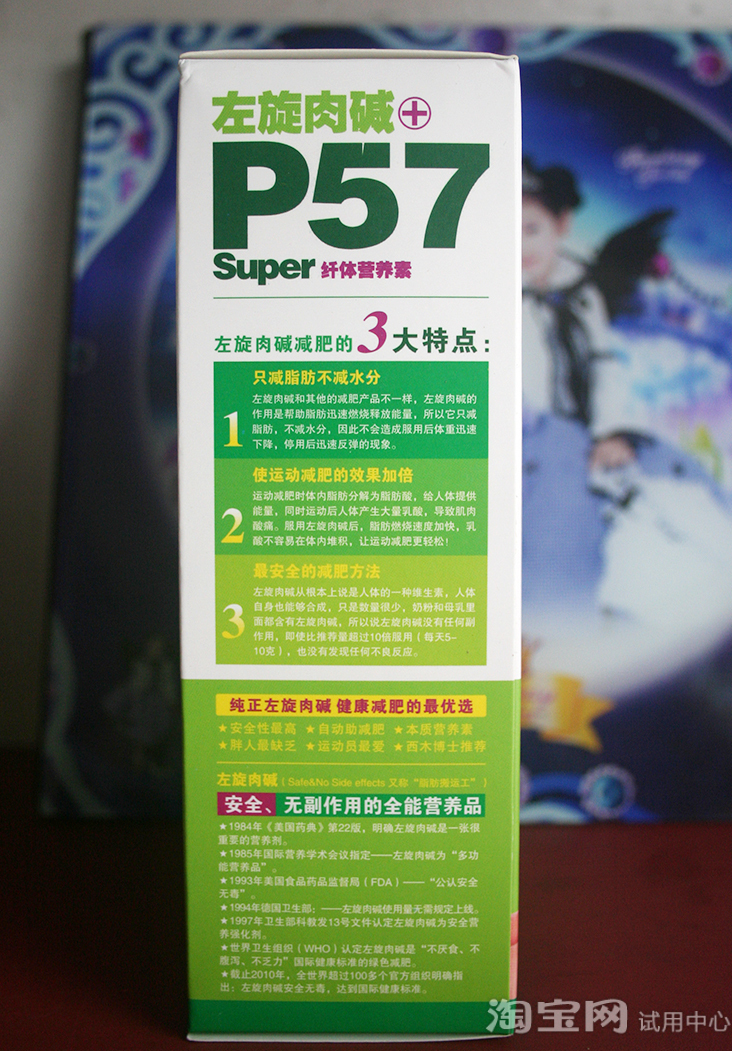 左旋肉碱+
P57
Super 纤体营养素
左旋肉碱减肥的3大特点：
1
只减脂肪不减水分
左旋肉碱和其他的减肥产品不一样，左旋肉碱的
作用是帮助脂肪迅速燃烧释放能量，所以它只减
脂肪，不减水分，因此不会造成服用后体重迅速
下降，停用后迅速反弹的现象。
2
使运动减肥的效果加倍
运动减肥时体内脂肪分解为脂肪酸，给人体提供
能量，同时运动后人体产生大量乳酸，导致肌肉
酸痛。服用左旋肉碱后，脂肪燃烧速度加快，乳
酸不容易在体内堆积，让运动减肥更轻松！
3
最安全的减肥方法
左旋肉碱从根本上说是人体的一种维生素，人体
自身也能够合成，只是数量很少，奶粉和母乳里
面都含有左旋肉碱，所以说左旋肉碱没有任何副
作用，即使比推荐量超过10倍服用（每天5-
10克），也没有发现任何不良反应。
纯正左旋肉碱 健康减肥的最优选
★安全性最高 ★自动助减肥 ★本质营养素
★胖人最缺乏 ★运动员最爱 ★西木博士推荐
左旋肉碱（Safe&No Side effects 又称“脂肪搬运工”）
安全、无副作用的全能营养品
★1984年《美国药典》第22版，明确左旋肉碱是一张很
重要的营养剂。
★1985年国际营养学术会议指定——左旋肉碱为“多功
能营养品”。
★1993年美国食品药品监督局（FDA）——“公认安全
无毒”。
★1994年德国卫生部：——左旋肉碱使用量无需规定上线。
★1997年卫生部科教发13号文件认定左旋肉碱为安全营
养强化剂。
★世界卫生组织（WHO）认定左旋肉碱是“不厌食、不
腹泻、不乏力”国际健康标准的绿色减肥。
★截止2010年，全世界超过100多个官方组织明确指
出：左旋肉碱安全无毒，达到国际健康标准。
淘宝网 试用中心